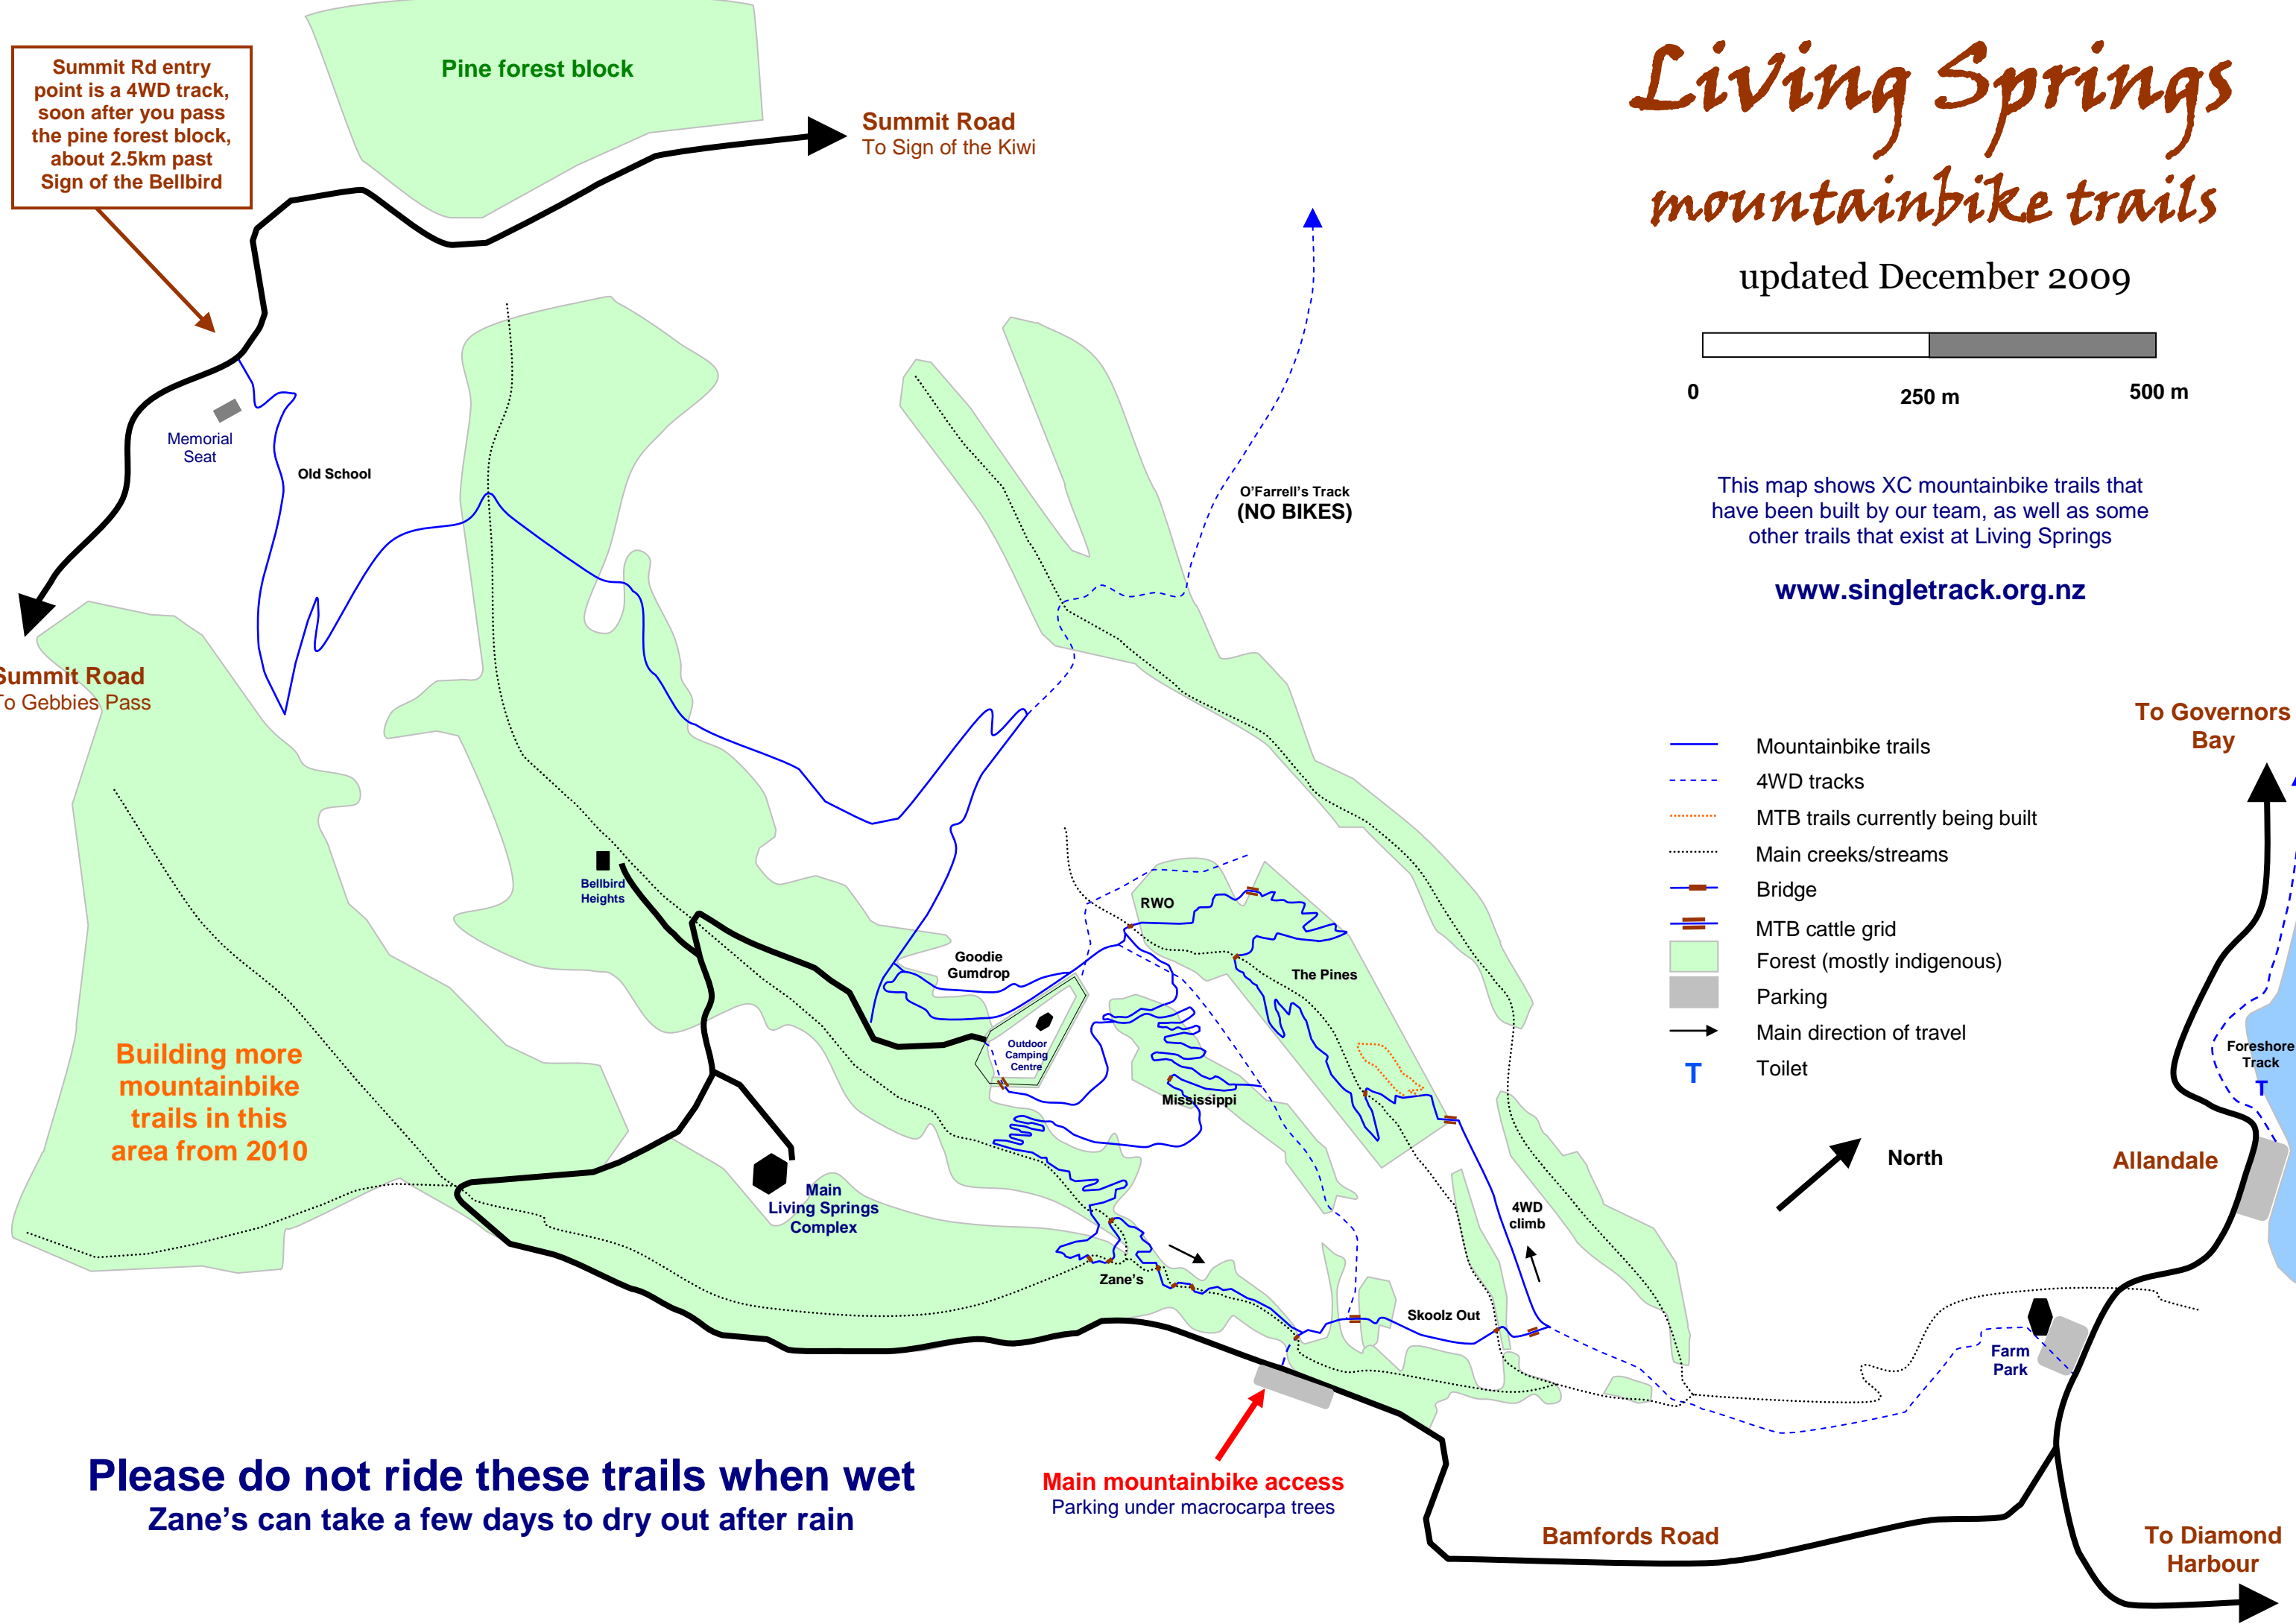 Living Springs
mountainbike trails
updated December 2009
0
250 m
500 m
This map shows XC mountainbike trails that
have been built by our team, as well as some
other trails that exist at Living Springs
www.singletrack.org.nz
Summit Rd entry
point is a 4WD track,
soon after you pass
the pine forest block,
about 2.5km past
Sign of the Bellbird
Pine forest block
Summit Road
To Sign of the Kiwi
Memorial
Seat
Old School
O'Farrell's Track
(NO BIKES)
Summit Road
To Gebbies Pass
Mountainbike trails
4WD tracks
MTB trails currently being built
Main creeks/streams
Bridge
MTB cattle grid
Forest (mostly indigenous)
Parking
Main direction of travel
T
Toilet
To Governors
Bay
Bellbird
Heights
RWO
Goodie
Gumdrop
The Pines
Outdoor
Camping
Centre
Mississippi
Foreshore
Track
T
Building more
mountainbike
trails in this
area from 2010
North
Allandale
Main
Living Springs
Complex
4WD
climb
Zane's
Skoolz Out
Farm
Park
Main mountainbike access
Parking under macrocarpa trees
Please do not ride these trails when wet
Zane's can take a few days to dry out after rain
Bamfords Road
To Diamond
Harbour